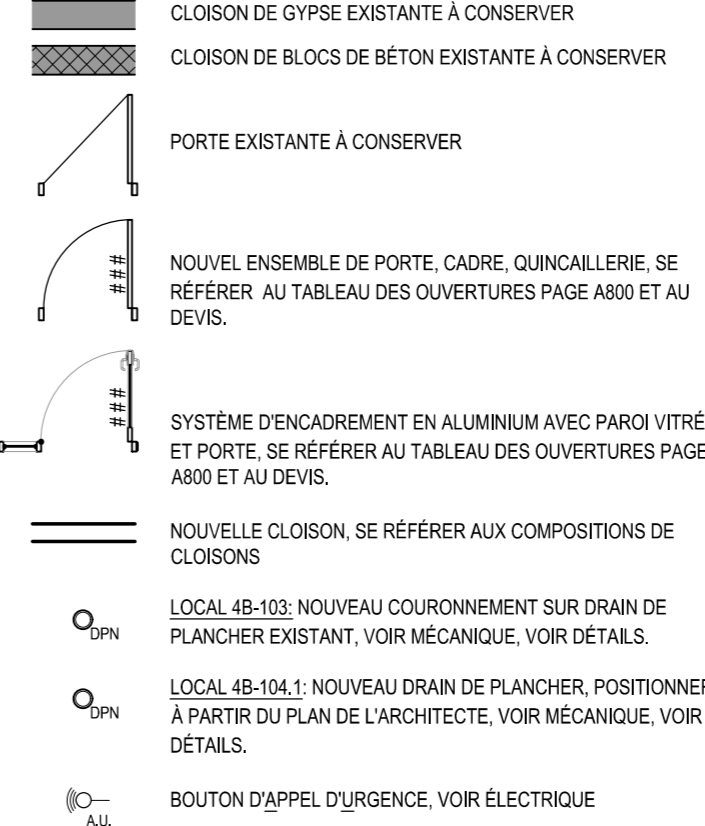 CLOISON DE GYPSE EXISTANTE À CONSERVER
CLOISON DE BLOCS DE BÉTON EXISTANTE À CONSERVER
PORTE EXISTANTE À CONSERVER
NOUVEL ENSEMBLE DE PORTE, CADRE, QUINCAILLERIE, SE
RÉFÉRER AU TABLEAU DES OUVERTURES PAGE A800 ET AU
DEVIS.
SYSTÈME D'ENCADREMENT EN ALUMINIUM AVEC PAROI VITRÉ
ET PORTE, SE RÉFÉRER AU TABLEAU DES OUVERTURES PAGE
A800 ET AU DEVIS.
NOUVELLE CLOISON, SE RÉFÉRER AUX COMPOSITIONS DE
CLOISONS
DPN
LOCAL 4B-103: NOUVEAU COURONNEMENT SUR DRAIN DE
PLANCHER EXISTANT, VOIR MÉCANIQUE, VOIR DÉTAILS.
DPN
LOCAL 4B-104.1: NOUVEAU DRAIN DE PLANCHER, POSITIONNER
À PARTIR DU PLAN DE L'ARCHITECTE, VOIR MÉCANIQUE, VOIR
DÉTAILS.
A.U.
BOUTON D'APPEL D'URGENCE, VOIR ÉLECTRIQUE